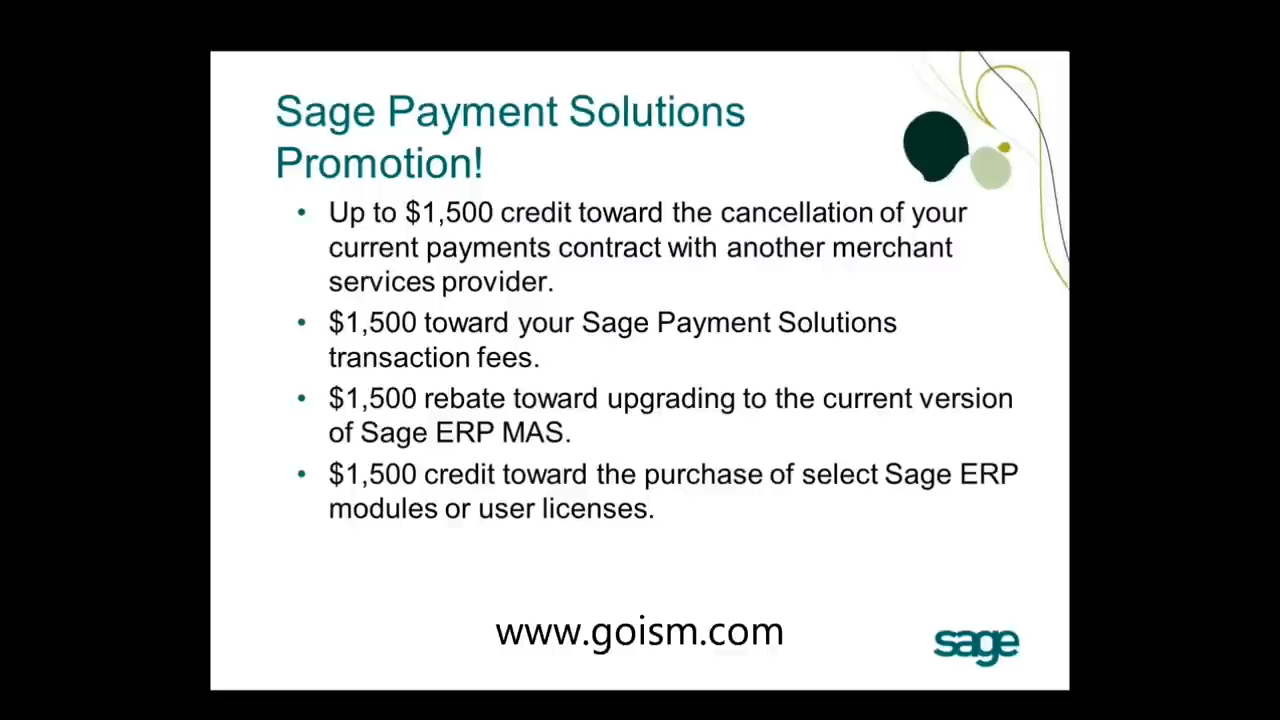 Sage Payment Solutions
Promotion!
• Up to $1,500 credit toward the cancellation of your
current payments contract with another merchant
services provider.
• $1,500 toward your Sage Payment Solutions
transaction fees.
• $1,500 rebate toward upgrading to the current version
of Sage ERP MAS.
• $1,500 credit toward the purchase of select Sage ERP
modules or user licenses.
www.goism.com
sage